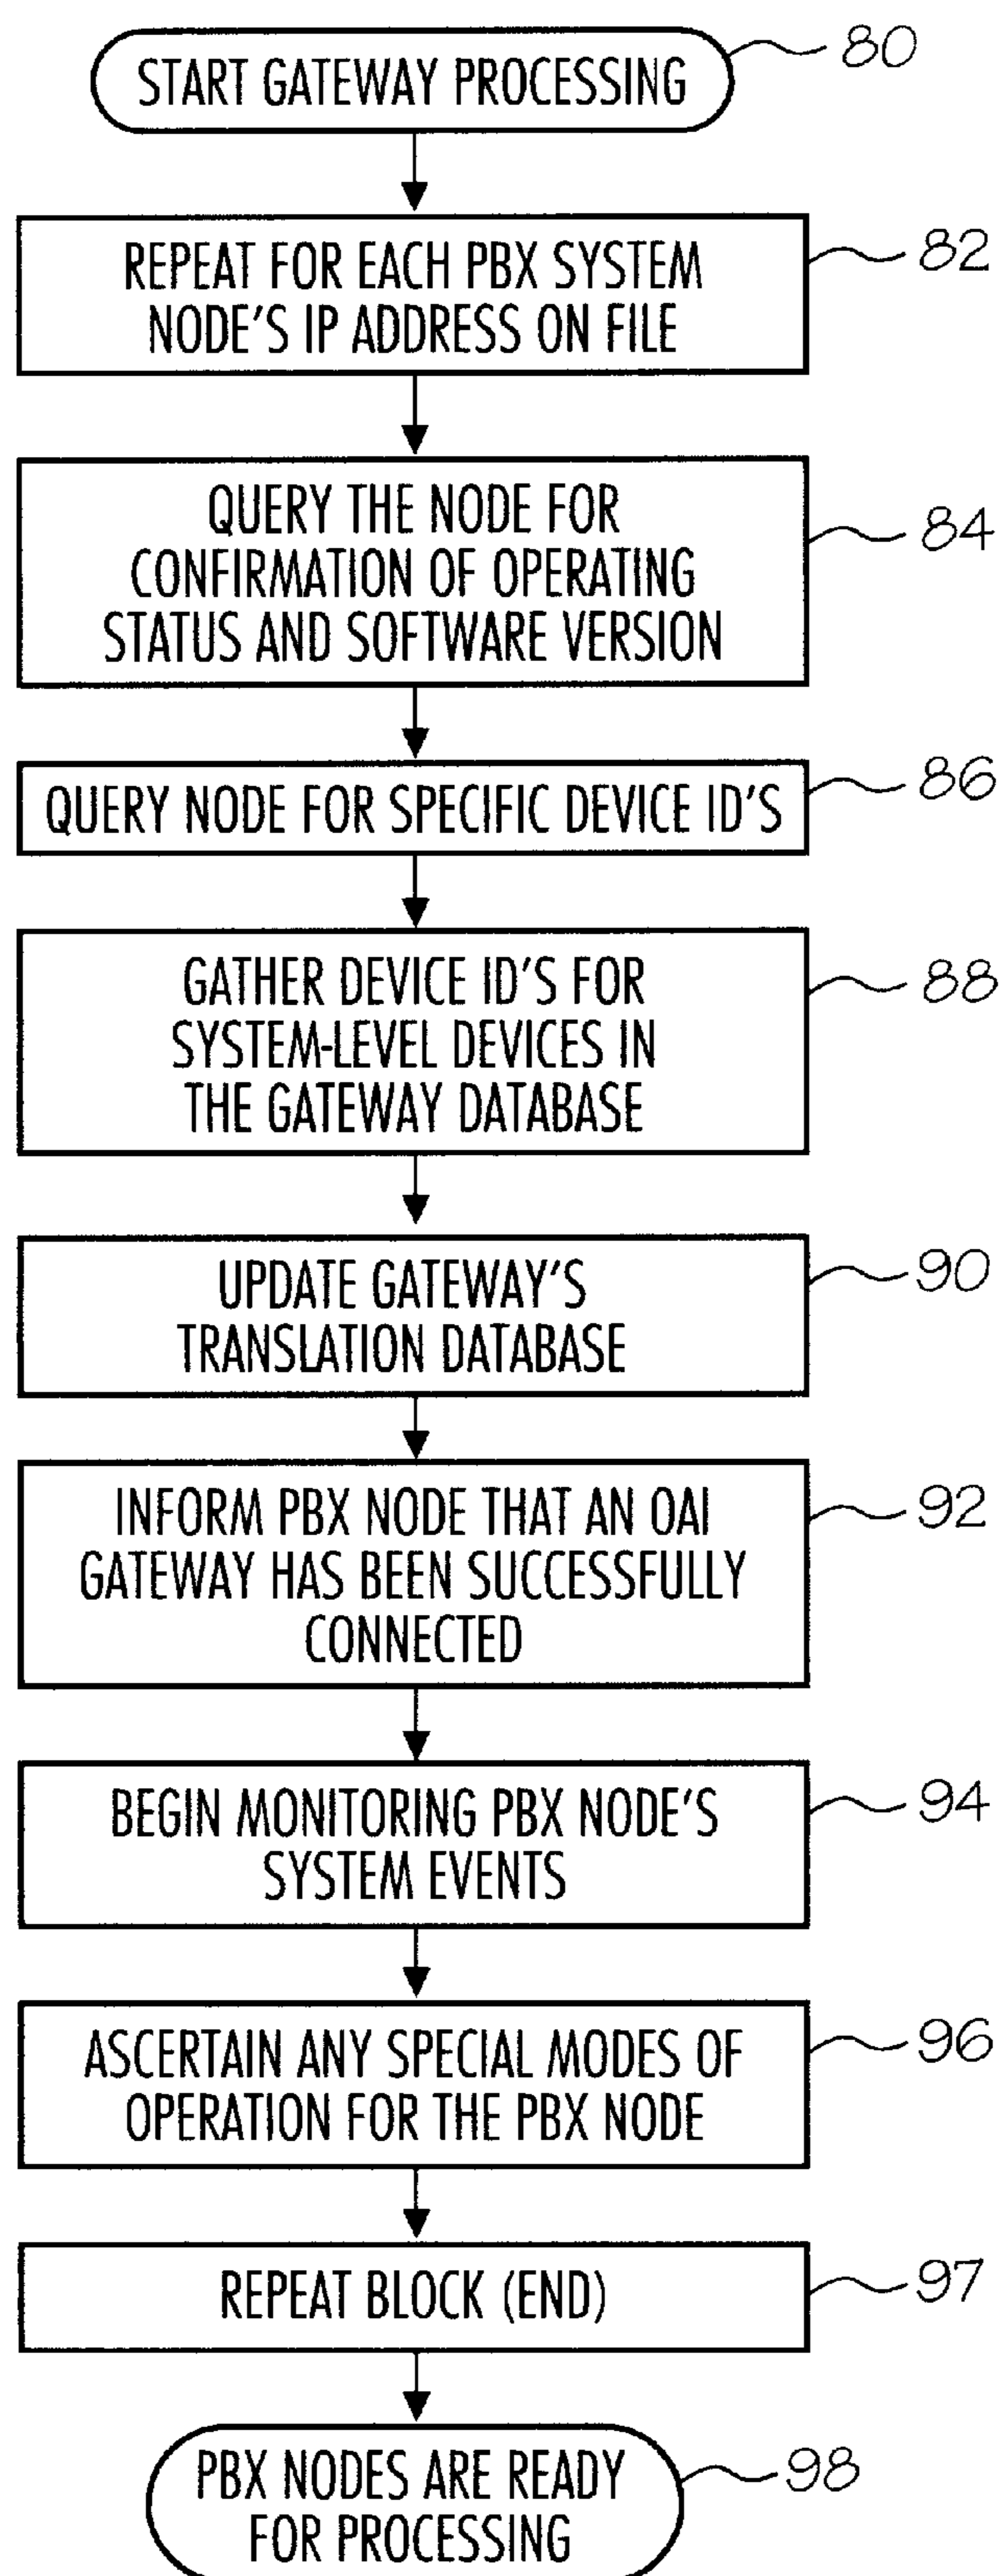 START GATEWAY PROCESSING
80
REPEAT FOR EACH PBX SYSTEM
NODE'S IP ADDRESS ON FILE
82
QUERY THE NODE FOR
CONFIRMATION OF OPERATING
STATUS AND SOFTWARE VERSION
84
QUERY NODE FOR SPECIFIC DEVICE ID'S
86
GATHER DEVICE ID'S FOR
SYSTEM-LEVEL DEVICES IN
THE GATEWAY DATABASE
88
UPDATE GATEWAY'S
TRANSLATION DATABASE
90
INFORM PBX NODE THAT AN OAI
GATEWAY HAS BEEN SUCCESSFULLY
CONNECTED
92
BEGIN MONITORING PBX NODE'S
SYSTEM EVENTS
94
ASCERTAIN ANY SPECIAL MODES OF
OPERATION FOR THE PBX NODE
96
REPEAT BLOCK (END)
97
PBX NODES ARE READY
FOR PROCESSING
98